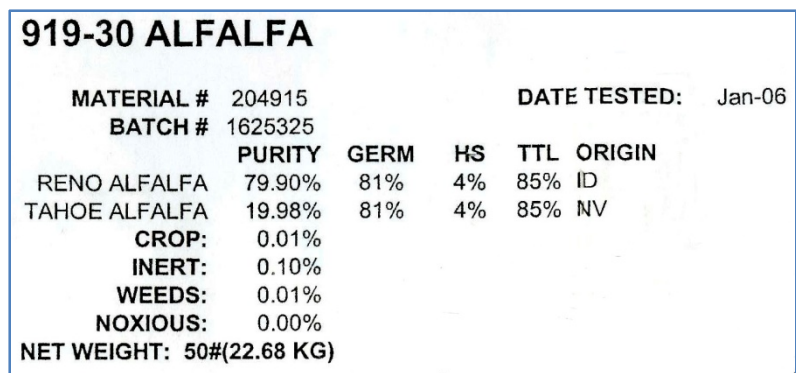 919-30 ALFALFA
MATERIAL # 204915 DATE TESTED: Jan-06
BATCH # 1625325
PURITY GERM HS TTL ORIGIN
RENO ALFALFA 79.90% 81% 4% 85% ID
TAHOE ALFALFA 19.98% 81% 4% 85% NV
CROP: 0.01%
INERT: 0.10%
WEEDS: 0.01%
NOXIOUS: 0.00%
NET WEIGHT: 50#(22.68 KG)